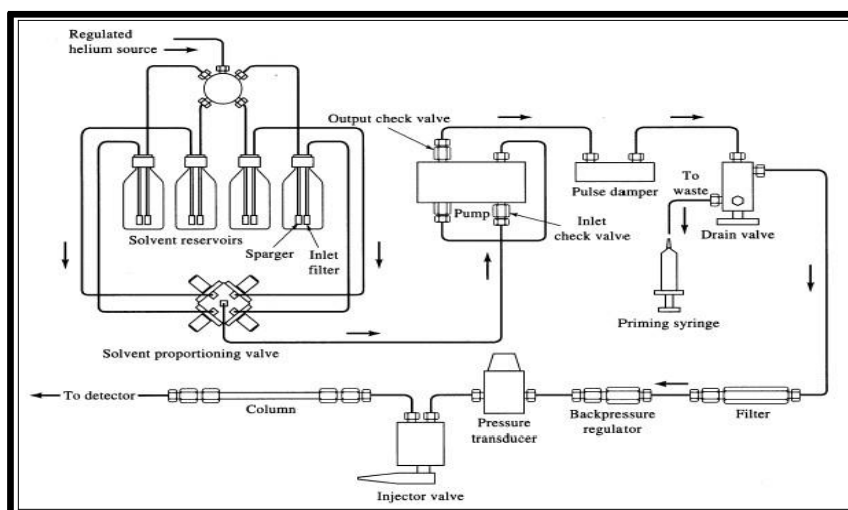 Regulated
helium source
Output check valve
To
waste
Pulse damper
Pump
Inlet
check valve
Drain valve
Solvent reservoirs
Sparger
Inlet
filter
Priming syringe
Solvent proportioning valve
To detector
Column
Pressure
transducer
Backpressure
regulator
Filter
Injector valve